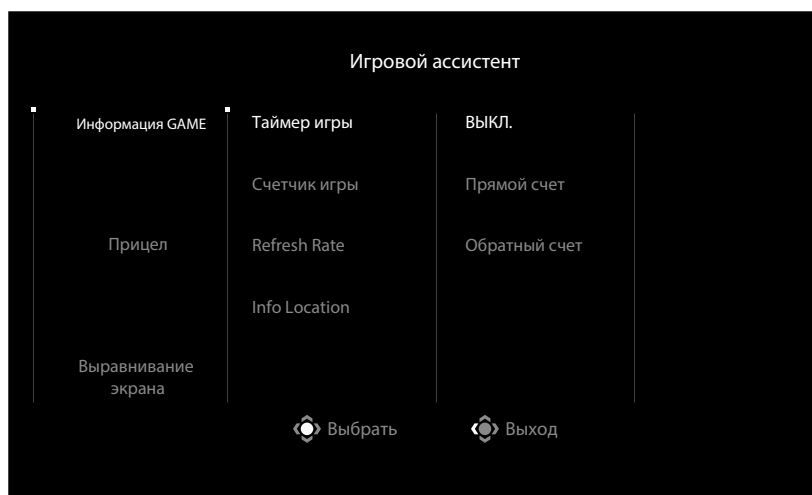 Игровой ассистент
Информация GAME
Таймер игры
ВЫКЛ.
Счетчик игры
Прямой счет
Прицел
Refresh Rate
Обратный счет
Info Location
Выравнивание
экрана
Выбрать
Выход